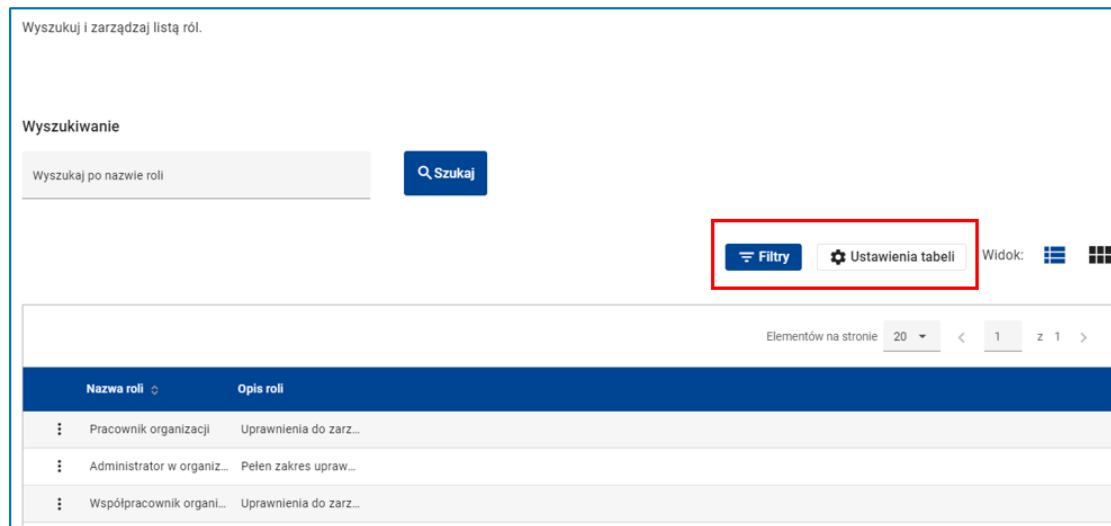 Wyszukuj i zarządzaj listą ról.
Wyszukiwanie
Wyszukaj po nazwie roli
Szukaj
Filtry Ustawienia tabeli Widok:
Elementów na stronie 20 1 z 1
Nazwa roli Opis roli
Pracownik organizacji Uprawnienia do zarz...
Administrator w organiz... Pełen zakres upraw...
Współpracownik organi... Uprawnienia do zarz...